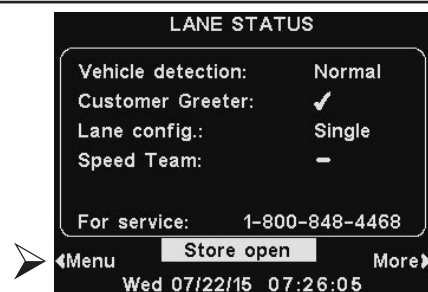 LANE STATUS
Vehicle detection: Normal
Customer Greeter: ✓
Lane config.: Single
Speed Team: –
For service: 1-800-848-4468
Store open
Menu More
Wed 07/22/15 07:26:05